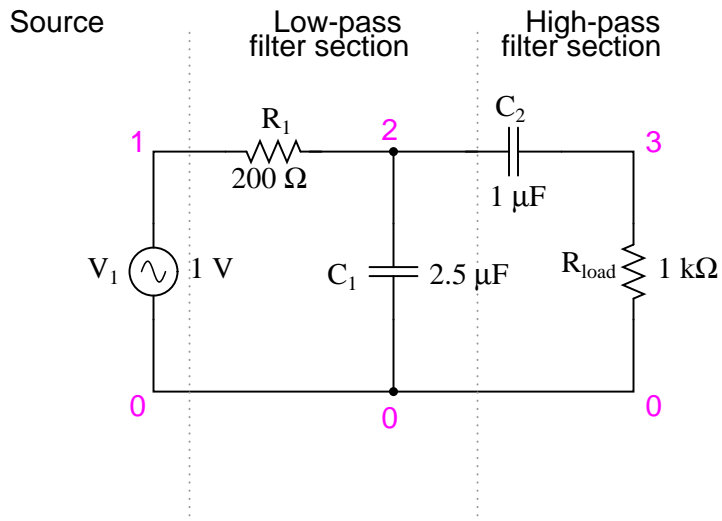 Source
Low-pass
filter section
High-pass
filter section
1
R1
200 Ω
2
C2
1 μF
3
V1
1 V
C1
2.5 μF
Rload
1 kΩ
0
0
0